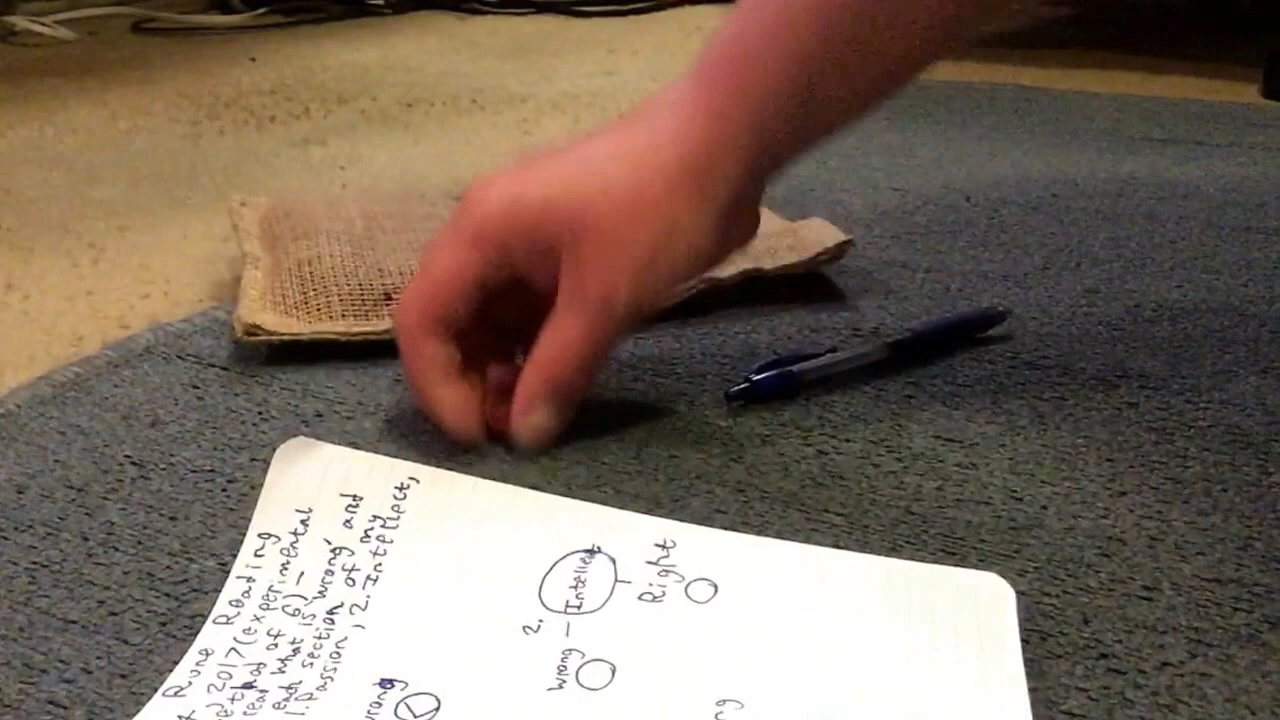 Rune Reading
2017 (experimental
read of 6) –
each what is 'wrong' and
section of my
1. Passion, 2. Intellect,
2.
Intellect
Right
Wrong